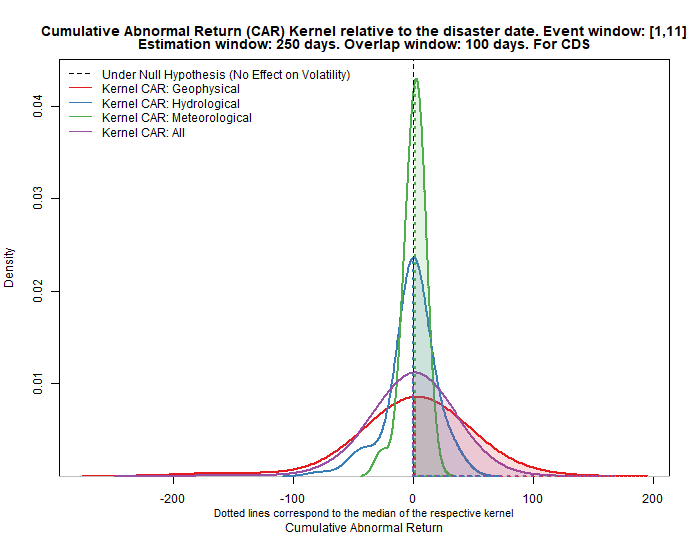 Cumulative Abnormal Return (CAR) Kernel relative to the disaster date. Event window: [1,11]
Estimation window: 250 days. Overlap window: 100 days. For CDS
Under Null Hypothesis (No Effect on Volatility)
Kernel CAR: Geophysical
Kernel CAR: Hydrological
Kernel CAR: Meteorological
Kernel CAR: All
Density
0.04
0.03
0.02
0.01
-200 -100 0 100 200
Dotted lines correspond to the median of the respective kernel
Cumulative Abnormal Return